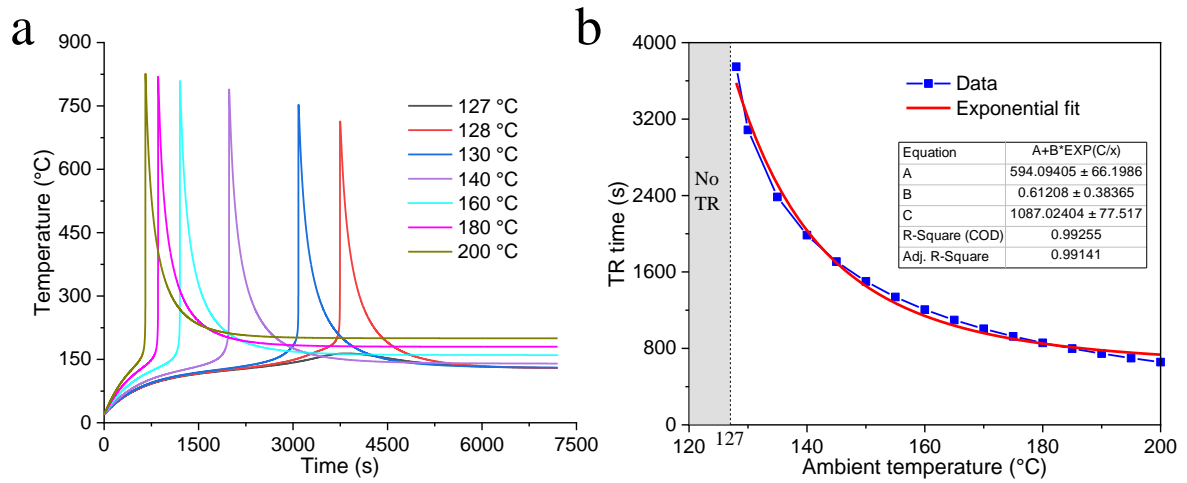 a
900
750
600
450
300
150
0
Temperature (°C)
127 °C
128 °C
130 °C
140 °C
160 °C
180 °C
200 °C
0 1500 3000 4500 6000 7500
Time (s)
b
4000
3200
2400
1600
800
0
TR time (s)
No
TR
Data
Exponential fit
Equation A+B*EXP(C/x)
A 594.09405 ± 66.1986
B 0.61208 ± 0.38365
C 1087.02404 ± 77.517
R-Square (COD) 0.99255
Adj. R-Square 0.99141
120 127 140 160 180 200
Ambient temperature (°C)